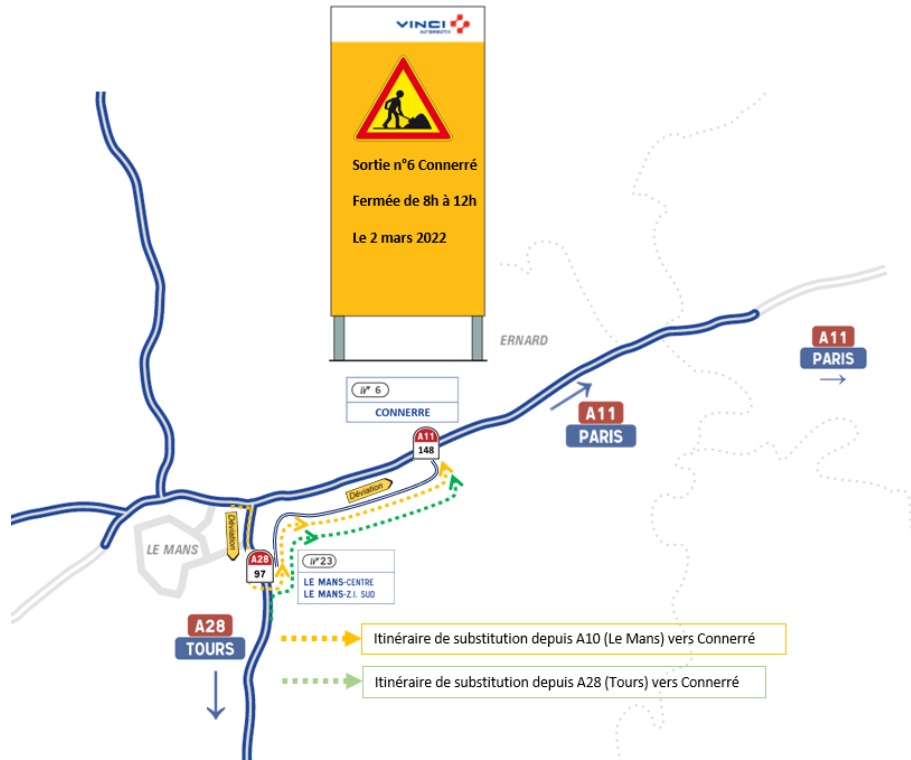 VINCI
AUTOROUTES
Sortie n°6 Connerré
Fermée de 8h à 12h
Le 2 mars 2022
ERNARD
A11
PARIS
n° 6
CONNERRE
A11
PARIS
A11
148
Déviation
Déviation
LE MANS
A28
97
n° 23
LE MANS-CENTRE
LE MANS-Z.I. SUD
A28
TOURS
Itinéraire de substitution depuis A10 (Le Mans) vers Connerré
Itinéraire de substitution depuis A28 (Tours) vers Connerré